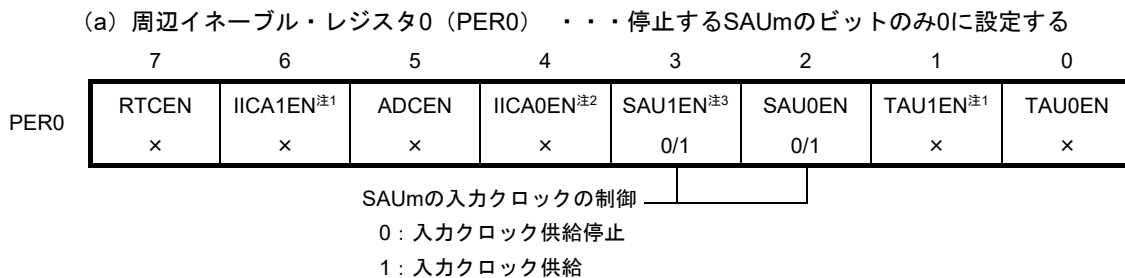 (a) 周辺イネーブル・レジスタ0（PER0） ・・・停止するSAUmのビットのみ0に設定する
7 6 5 4 3 2 1 0
PER0 RTCEN IICA1EN注1 ADCEN IICA0EN注2 SAU1EN注3 SAU0EN TAU1EN注1 TAU0EN
× × × × 0/1 0/1 × ×
SAUmの入力クロックの制御
0：入力クロック供給停止
1：入力クロック供給